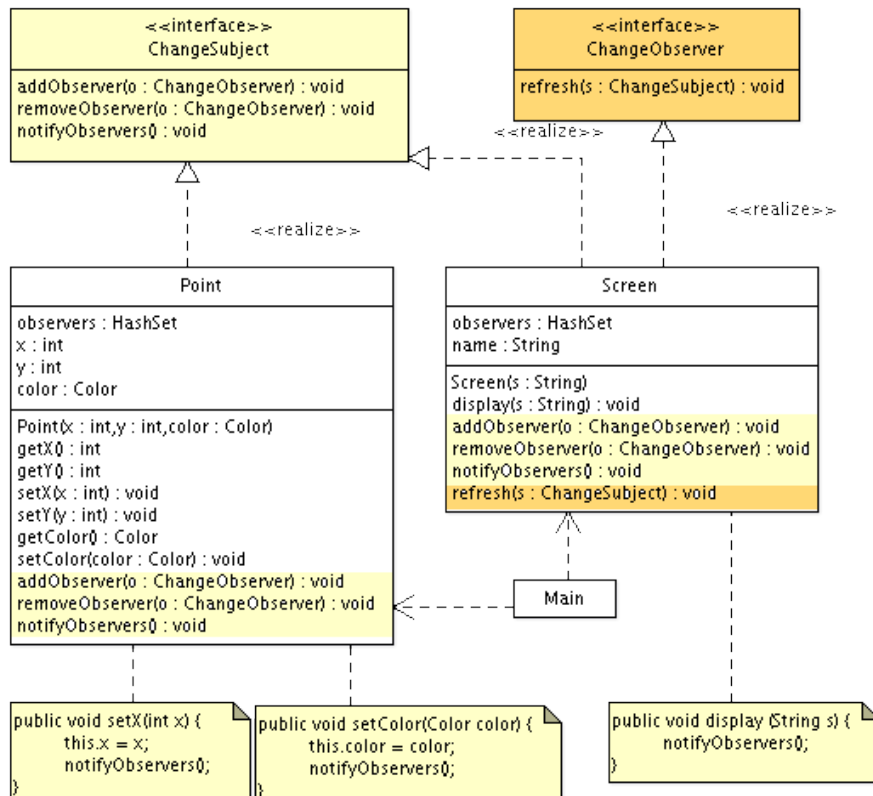 <<interface>>
ChangeSubject
addObserver(o : ChangeObserver) : void
removeObserver(o : ChangeObserver) : void
notifyObservers() : void
<<interface>>
ChangeObserver
refresh(s : ChangeSubject) : void
<<realize>>
<<realize>>
<<realize>>
Point
observers : HashSet
x : int
y : int
color : Color
Point(x : int,y : int,color : Color)
getX() : int
getY() : int
setX(x : int) : void
setY(y : int) : void
getColor() : Color
setColor(color : Color) : void
addObserver(o : ChangeObserver) : void
removeObserver(o : ChangeObserver) : void
notifyObservers() : void
Screen
observers : HashSet
name : String
Screen(s : String)
display(s : String) : void
addObserver(o : ChangeObserver) : void
removeObserver(o : ChangeObserver) : void
notifyObservers() : void
refresh(s : ChangeSubject) : void
Main
public void setX(int x) {
this.x = x;
notifyObservers();
}
public void setColor(Color color) {
this.color = color;
notifyObservers();
}
public void display (String s) {
notifyObservers();
}